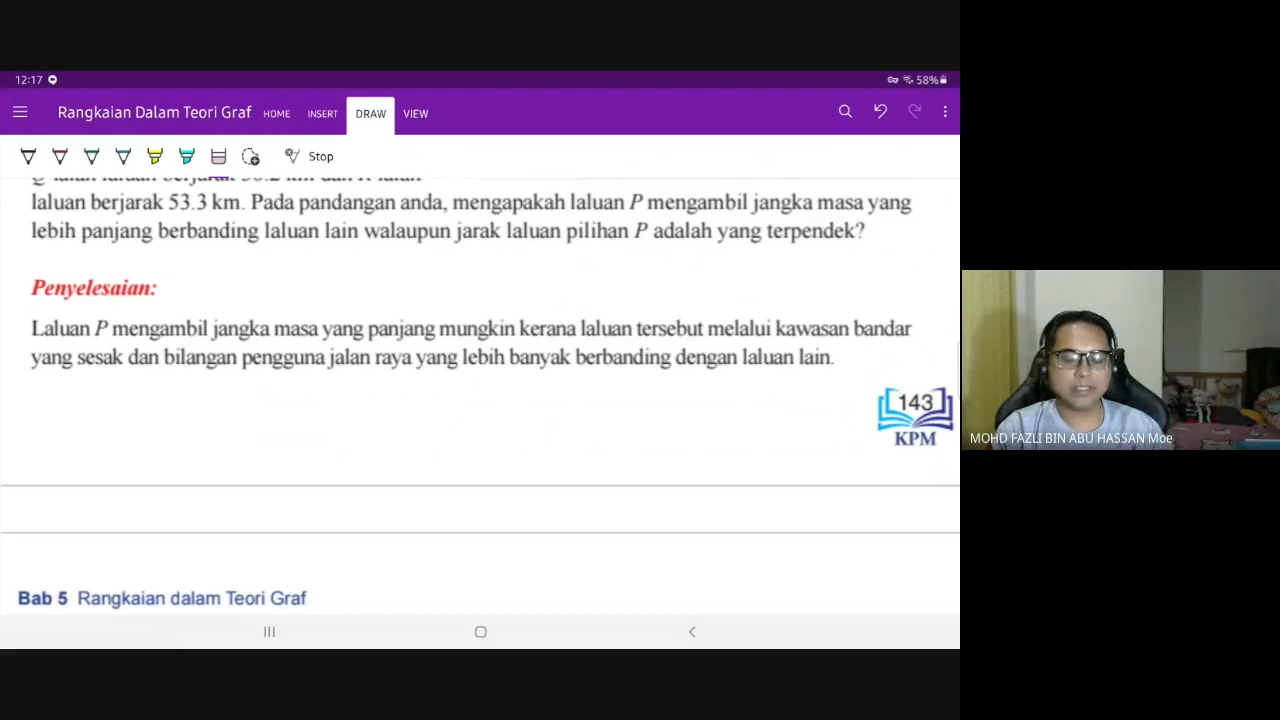 12:17
58%
Rangkaian Dalam Teori Graf HOME INSERT DRAW VIEW
Stop
laluan berjarak 53.3 km. Pada pandangan anda, mengapakah laluan P mengambil jangka masa yang
lebih panjang berbanding laluan lain walaupun jarak laluan pilihan P adalah yang terpendek?
Penyelesaian:
Laluan P mengambil jangka masa yang panjang mungkin kerana laluan tersebut melalui kawasan bandar
yang sesak dan bilangan pengguna jalan raya yang lebih banyak berbanding dengan laluan lain.
143
KPM
Bab 5 Rangkaian dalam Teori Graf
MOHD FAZLI BIN ABU HASSAN Moe